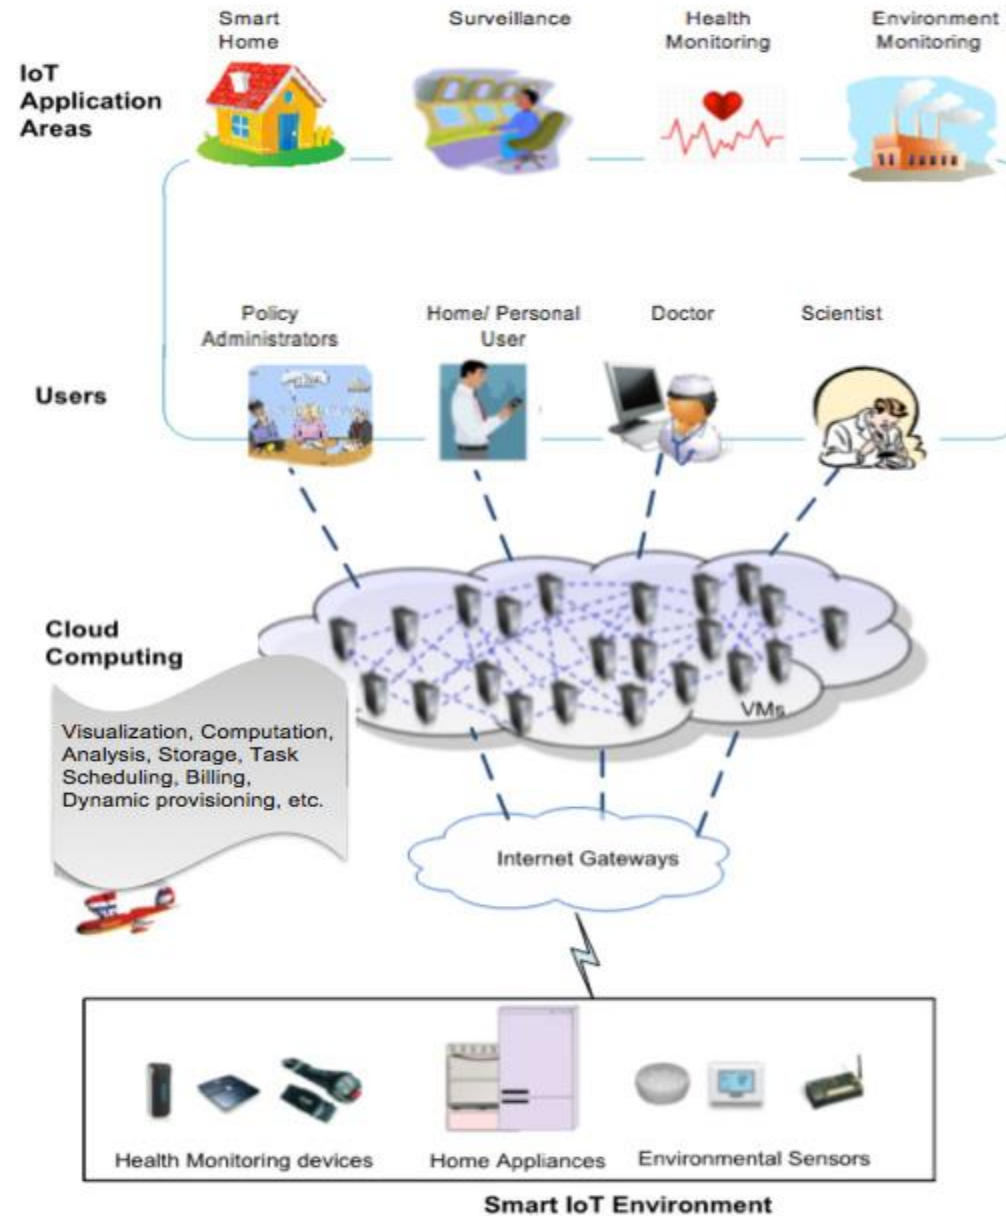 Smart
Home
Surveillance
Health
Monitoring
Environment
Monitoring
IoT
Application
Areas
Policy
Administrators
Home/ Personal
User
Doctor
Scientist
Users
Cloud
Computing
VMs
Visualization, Computation,
Analysis, Storage, Task
Scheduling, Billing,
Dynamic provisioning, etc.
Internet Gateways
Health Monitoring devices
Home Appliances
Environmental Sensors
Smart IoT Environment